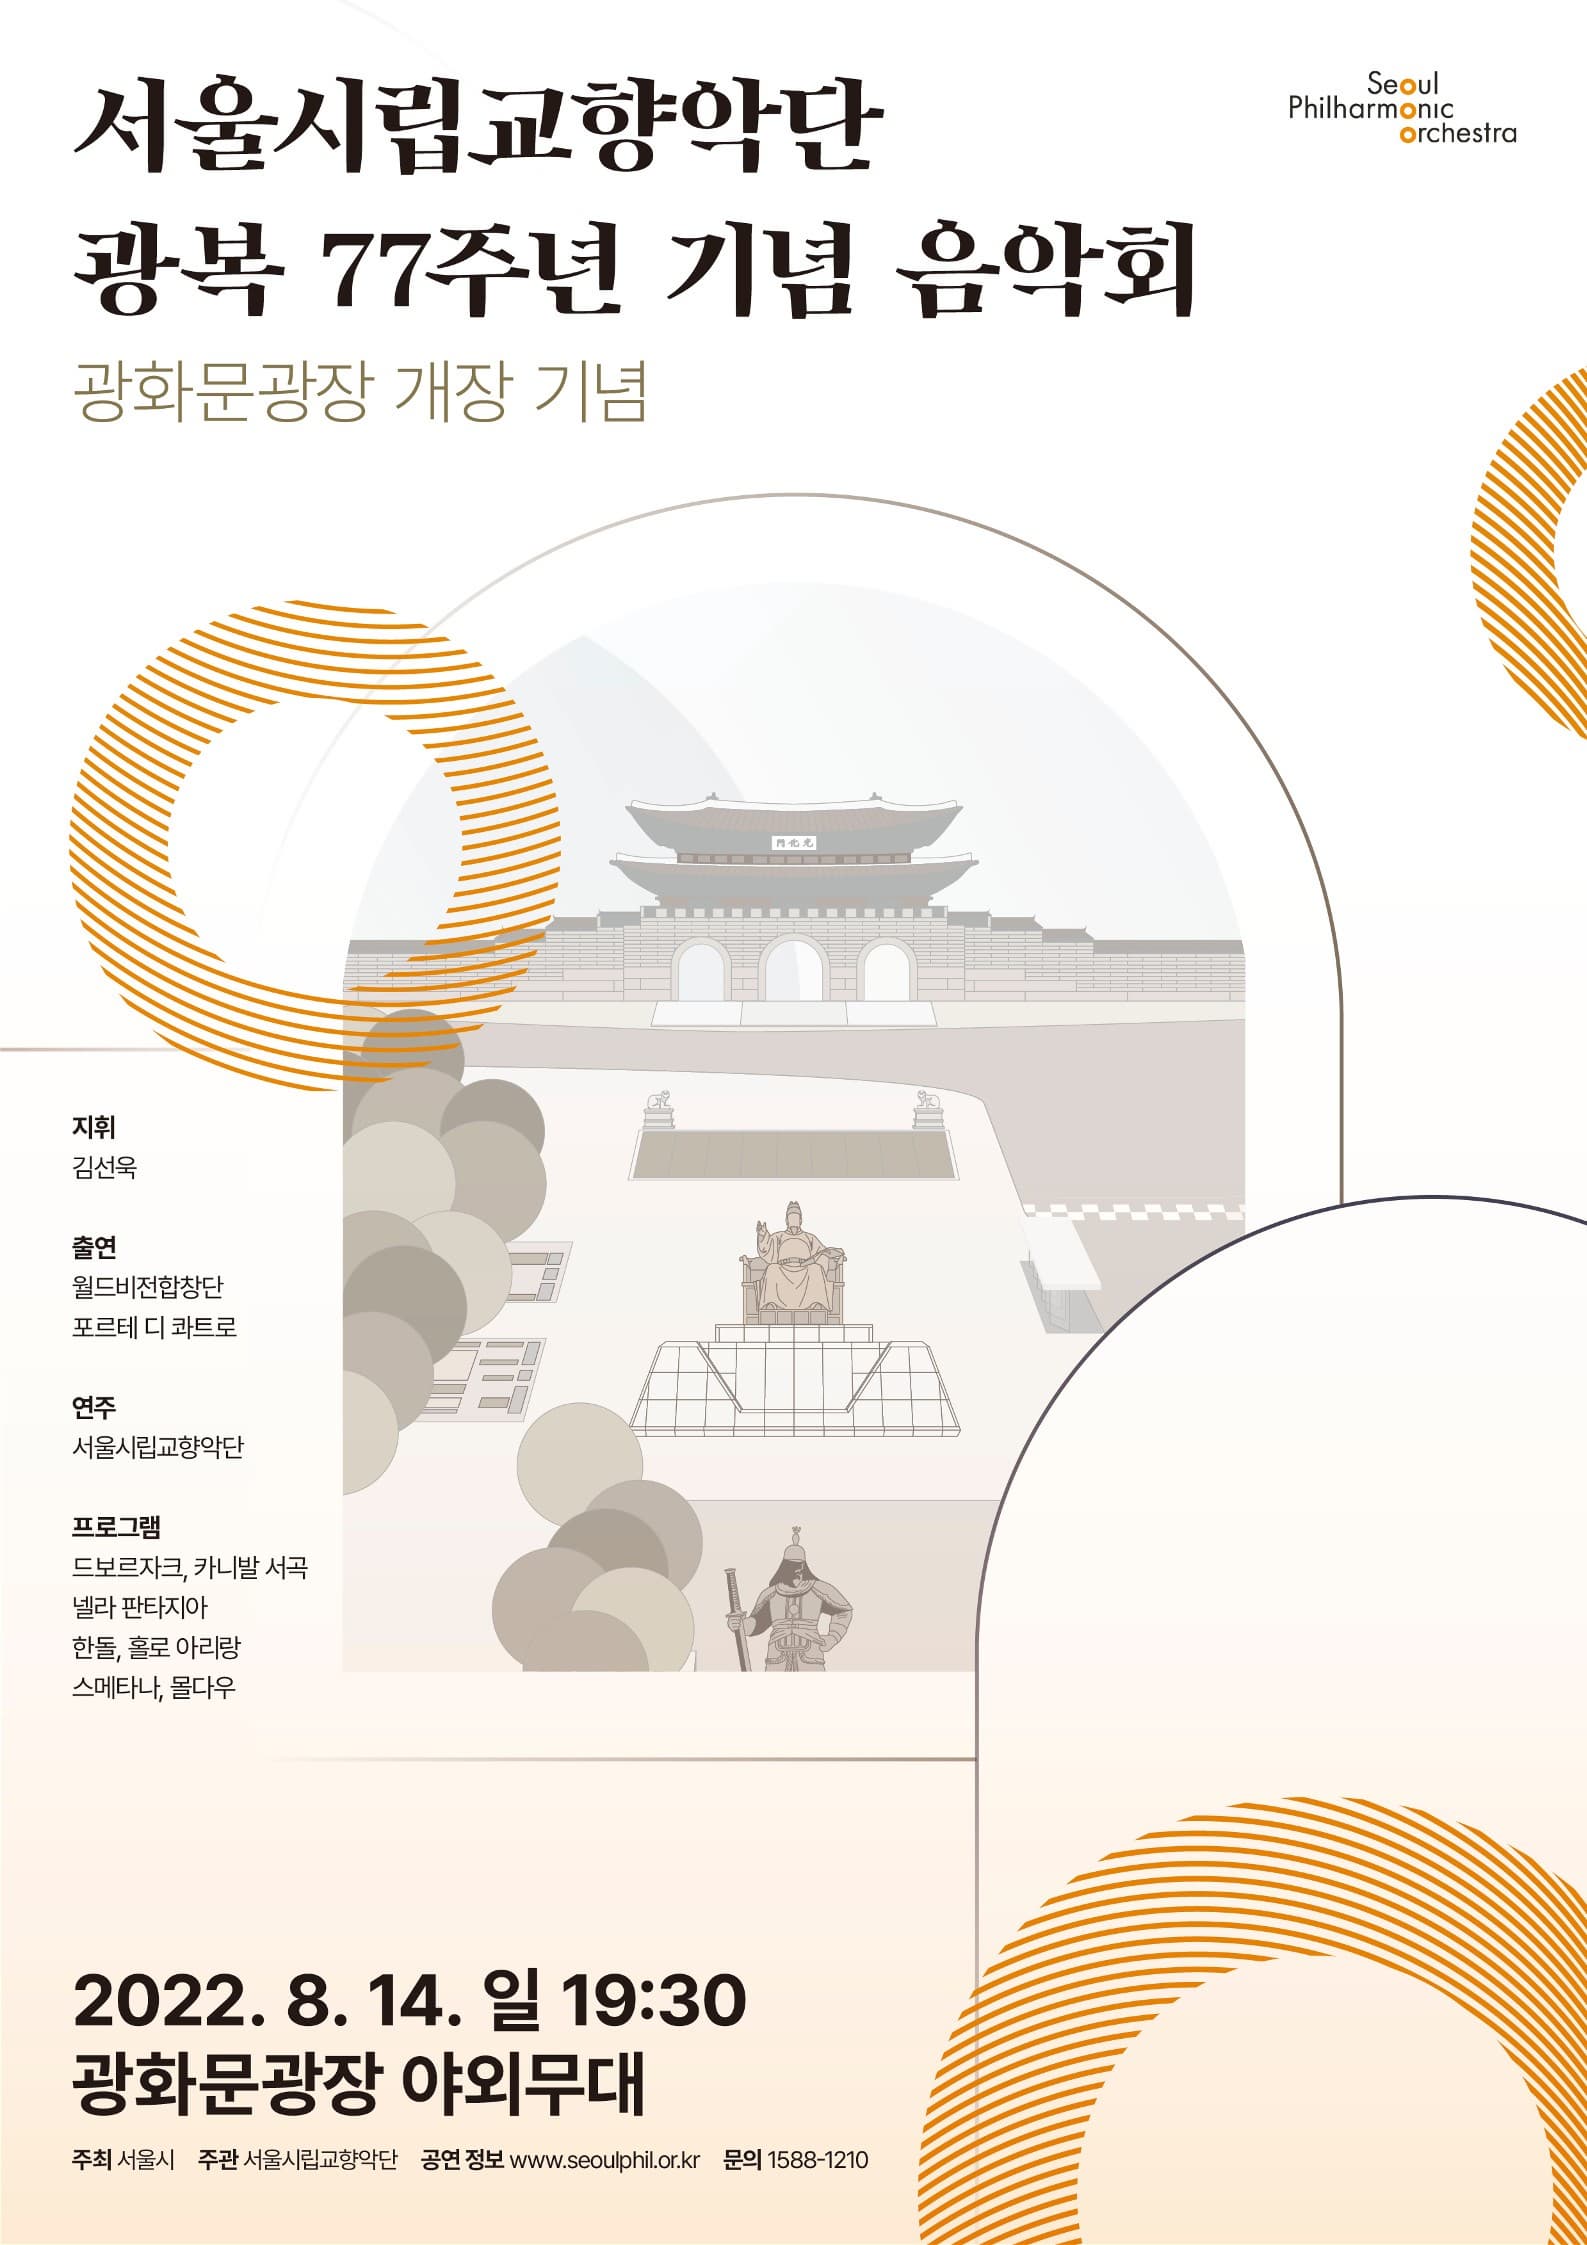 서울시립교향악단
광복 77주년 기념 음악회
광화문광장 개장 기념
Seoul
Philharmonic
orchestra
門化光
지휘
김선욱
출연
월드비전합창단
포르테 디 콰트로
연주
서울시립교향악단
프로그램
드보르자크, 카니발 서곡
넬라 판타지아
한돌, 홀로 아리랑
스메타나, 몰다우
2022. 8. 14. 일 19:30
광화문광장 야외무대
주최 서울시 주관 서울시립교향악단 공연 정보 www.seoulphil.or.kr 문의 1588-1210